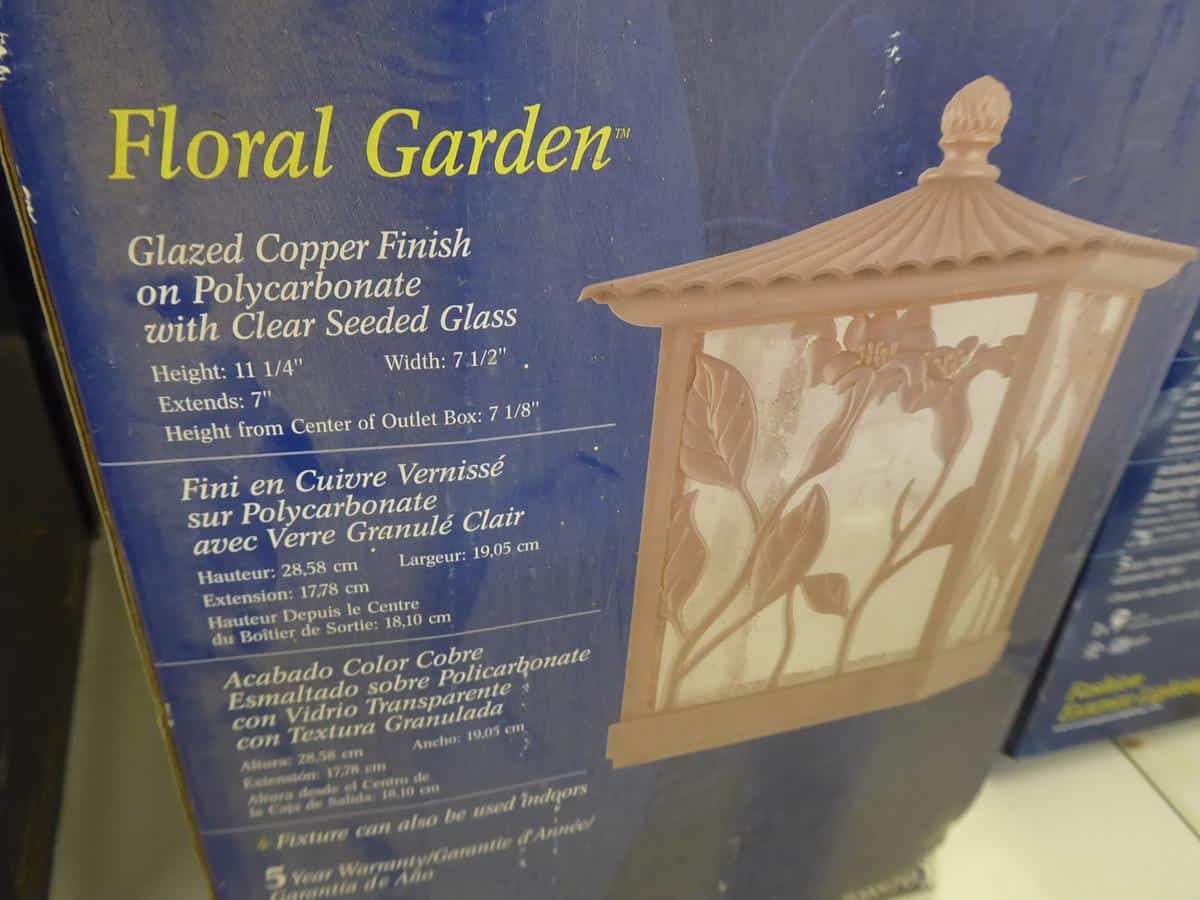 Floral Garden™
Glazed Copper Finish
on Polycarbonate
with Clear Seeded Glass
Height: 11 1/4" Width: 7 1/2"
Extends: 7"
Height from Center of Outlet Box: 7 1/8"
Fini en Cuivre Vernissé
sur Polycarbonate
avec Verre Granulé Clair
Hauteur: 28,58 cm Largeur: 19,05 cm
Extension: 17,78 cm
Hauteur Depuis le Centre
du Boîtier de Sortie: 18,10 cm
Acabado Color Cobre
Esmaltado sobre Policarbonate
con Vidrio Transparente
con Textura Granulada
Altura: 28,58 cm Ancho: 19,05 cm
Extensión: 17,78 cm
Altura desde el Centro de
la Caja de Salida: 18,10 cm
Fixture can also be used indoors
5 Year Warranty/Garantie d'Année/
Garantía de Año